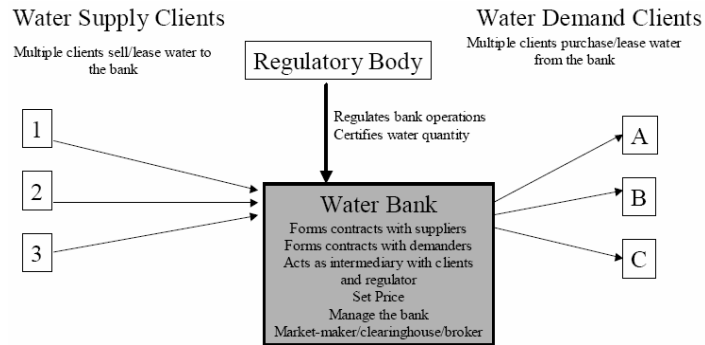 Water Supply Clients
Multiple clients sell/lease water to
the bank
Water Demand Clients
Multiple clients purchase/lease water
from the bank
Regulatory Body
Regulates bank operations
Certifies water quantity
1
2
3
A
B
C
Water Bank
Forms contracts with suppliers
Forms contracts with demanders
Acts as intermediary with clients
and regulator
Set Price
Manage the bank
Market-maker/clearinghouse/broker